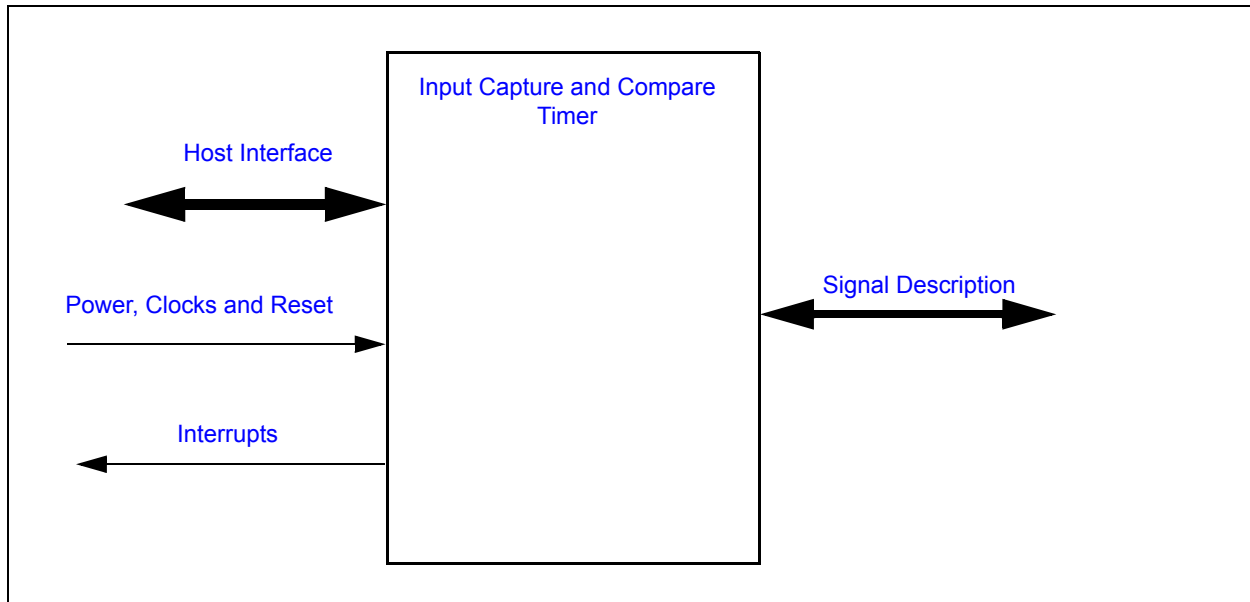 Input Capture and Compare
Timer
Host Interface
Power, Clocks and Reset
Signal Description
Interrupts